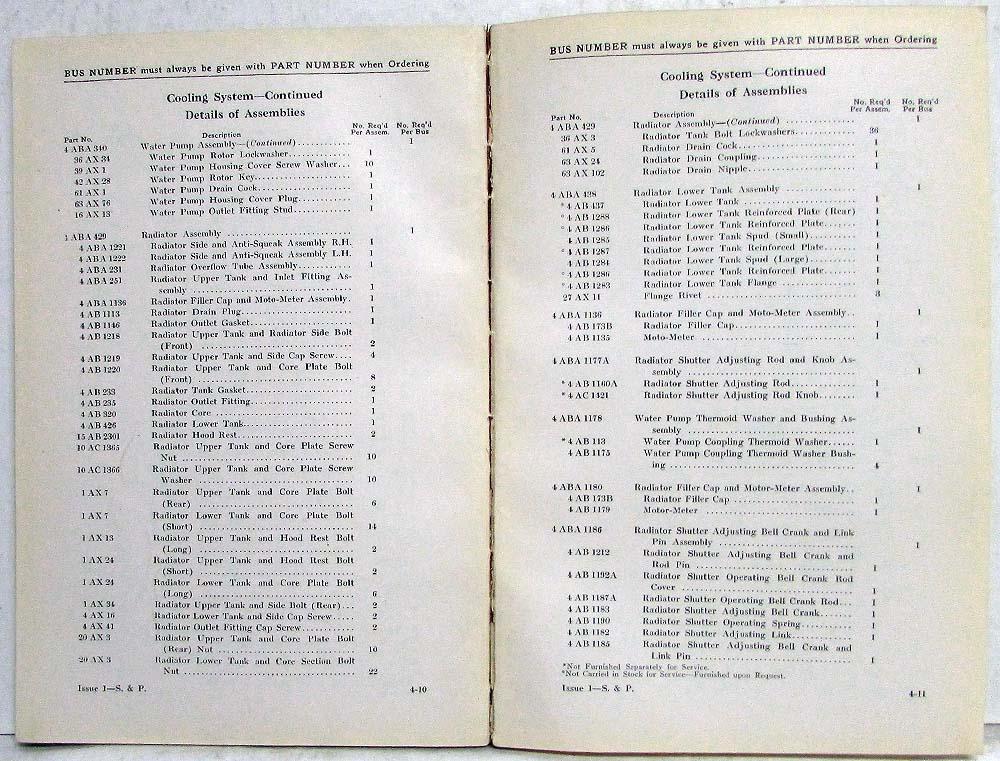 BUS NUMBER must always be given with PART NUMBER when Ordering
Cooling System—Continued
Details of Assemblies
Part No. Description No. Req'd Per Assem. No. Req'd Per Bus
4 ABA 340 Water Pump Assembly—(Continued) 1
36 AX 34 Water Pump Rotor Lockwasher 1
39 AX 1 Water Pump Housing Cover Screw Washer 10
42 AX 28 Water Pump Rotor Key 1
61 AX 1 Water Pump Drain Cock 1
63 AX 76 Water Pump Housing Cover Plug 1
16 AX 13 Water Pump Outlet Fitting Stud 1
4 ABA 429 Radiator Assembly 1
4 ABA 1221 Radiator Side and Anti-Squeak Assembly R.H. 1
4 ABA 1222 Radiator Side and Anti-Squeak Assembly L.H. 1
4 ABA 231 Radiator Overflow Tube Assembly 1
4 ABA 251 Radiator Upper Tank and Inlet Fitting As-
sembly 1
4 ABA 1136 Radiator Filler Cap and Moto-Meter Assembly. 1
4 AB 1113 Radiator Drain Plug 1
4 AB 1146 Radiator Outlet Gasket 1
4 AB 1218 Radiator Upper Tank and Radiator Side Bolt
(Front) 2
4 AB 1219 Radiator Upper Tank and Side Cap Screw 4
4 AB 1220 Radiator Upper Tank and Core Plate Bolt
(Front) 8
4 AB 233 Radiator Tank Gasket 2
4 AB 235 Radiator Outlet Fitting 1
4 AB 320 Radiator Core 1
4 AB 426 Radiator Lower Tank 1
15 AB 2301 Radiator Hood Rest 2
10 AC 1365 Radiator Upper Tank and Core Plate Screw
Nut 10
10 AC 1366 Radiator Upper Tank and Core Plate Screw
Washer 10
1 AX 7 Radiator Upper Tank and Core Plate Bolt
(Rear) 6
1 AX 7 Radiator Lower Tank and Core Plate Bolt
(Short) 14
1 AX 13 Radiator Upper Tank and Hood Rest Bolt
(Long) 2
1 AX 24 Radiator Upper Tank and Hood Rest Bolt
(Short) 2
1 AX 24 Radiator Lower Tank and Core Plate Bolt
(Long) 6
1 AX 34 Radiator Upper Tank and Side Bolt (Rear) 2
4 AX 16 Radiator Lower Tank and Side Cap Screw 2
4 AX 41 Radiator Outlet Fitting Cap Screw 2
20 AX 3 Radiator Upper Tank and Core Plate Bolt
(Rear) Nut 10
20 AX 3 Radiator Lower Tank and Core Section Bolt
Nut 22
Issue 1—S. & P. 4-10
BUS NUMBER must always be given with PART NUMBER when Ordering
Cooling System—Continued
Details of Assemblies
Part No. Description No. Req'd Per Assem. No. Req'd Per Bus
4 ABA 429 Radiator Assembly—(Continued) 1
36 AX 3 Radiator Tank Bolt Lockwashers 36
61 AX 5 Radiator Drain Cock 1
63 AX 24 Radiator Drain Coupling 1
63 AX 102 Radiator Drain Nipple 1
4 ABA 438 Radiator Lower Tank Assembly 1
*4 AB 437 Radiator Lower Tank 1
*4 AB 1288 Radiator Lower Tank Reinforced Plate (Rear) 1
*4 AB 1286 Radiator Lower Tank Reinforced Plate 1
*4 AB 1285 Radiator Lower Tank Spud (Small) 1
*4 AB 1287 Radiator Lower Tank Reinforced Plate 1
*4 AB 1284 Radiator Lower Tank Spud (Large) 1
*4 AB 1286 Radiator Lower Tank Reinforced Plate 1
*4 AB 1283 Radiator Lower Tank Flange 1
27 AX 11 Flange Rivet 3
4 ABA 1136 Radiator Filler Cap and Moto-Meter Assembly 1
4 AB 173B Radiator Filler Cap 1
4 AB 1135 Moto-Meter 1
4 ABA 1177A Radiator Shutter Adjusting Rod and Knob As-
sembly 1
*4 AB 1160A Radiator Shutter Adjusting Rod 1
*4 AC 1421 Radiator Shutter Adjusting Rod Knob 1
4 ABA 1178 Water Pump Thermoid Washer and Bushing As-
sembly 1
*4 AB 113 Water Pump Coupling Thermoid Washer 1
4 AB 1175 Water Pump Coupling Thermoid Washer Bush-
ing 4
4 ABA 1180 Radiator Filler Cap and Motor-Meter Assembly 1
4 AB 173B Radiator Filler Cap 1
4 AB 1179 Motor-Meter 1
4 ABA 1186 Radiator Shutter Adjusting Bell Crank and Link
Pin Assembly 1
4 AB 1212 Radiator Shutter Adjusting Bell Crank and
Rod Pin 1
4 AB 1192A Radiator Shutter Operating Bell Crank Rod
Cover 1
4 AB 1187A Radiator Shutter Operating Bell Crank Rod 1
4 AB 1183 Radiator Shutter Adjusting Bell Crank 1
4 AB 1190 Radiator Shutter Operating Spring 1
4 AB 1182 Radiator Shutter Adjusting Link 1
4 AB 1185 Radiator Shutter Adjusting Bell Crank and
Link Pin 1
*Not Furnished Separately for Service.
*Not Carried in Stock for Service—Furnished upon Request.
Issue 1—S. & P. 4-11